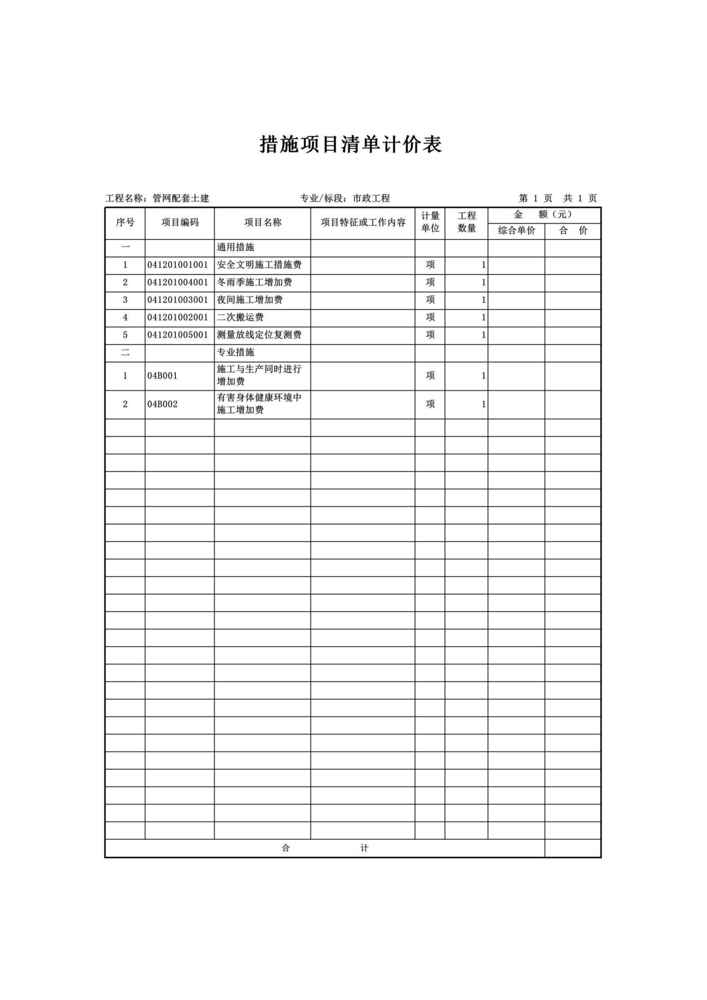 措施项目清单计价表
工程名称：管网配套土建 专业/标段：市政工程 第 1 页 共 1 页
序号 项目编码 项目名称 项目特征或工作内容 计量单位 工程数量 金 额（元）
综合单价 合 价
一 通用措施
1 041201001001 安全文明施工措施费 项 1
2 041201004001 冬雨季施工增加费 项 1
3 041201003001 夜间施工增加费 项 1
4 041201002001 二次搬运费 项 1
5 041201005001 测量放线定位复测费 项 1
二 专业措施
1 04B001 施工与生产同时进行增加费 项 1
2 04B002 有害身体健康环境中施工增加费 项 1
合 计